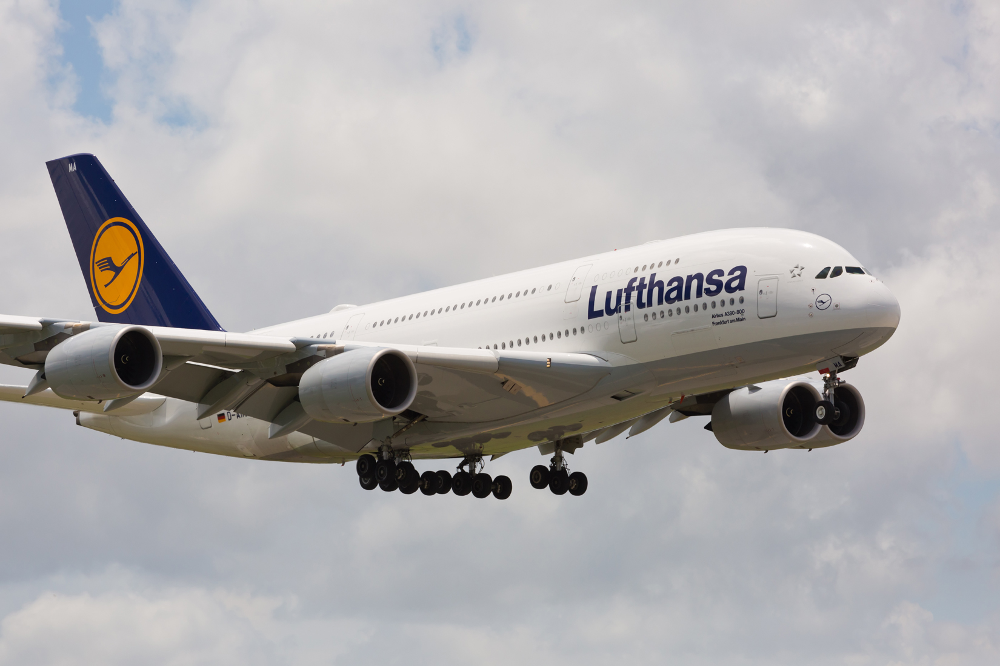 MA
Lufthansa
Airbus A380-800
Frankfurt am Main
MA